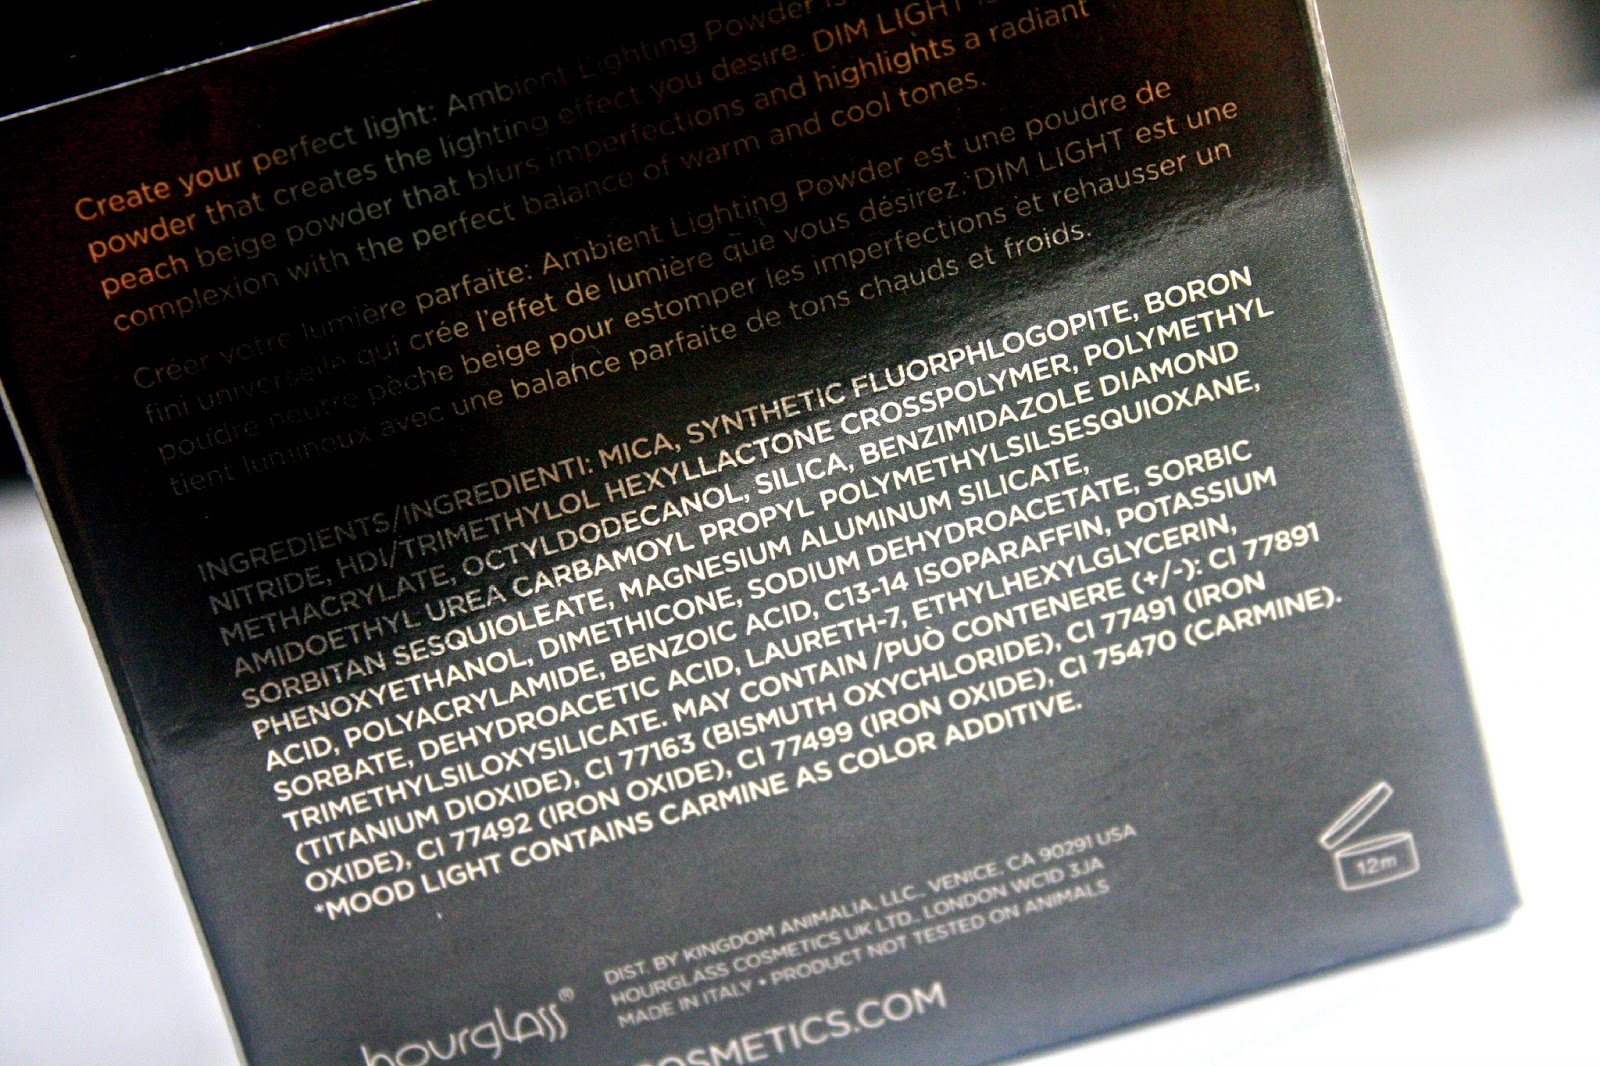 Create your perfect light: Ambient Lighting Powder is
powder that creates the lighting effect you desire. DIM LIGHT is
peach beige powder that blurs imperfections and highlights a radiant
complexion with the perfect balance of warm and cool tones.
Créer votre lumière parfaite: Ambient Lighting Powder est une poudre de
fini universelle qui crée l'effet de lumière que vous désirez. DIM LIGHT est une
poudre neutre pêche beige pour estomper les imperfections et rehausser un
tient lumineux avec une balance parfaite de tons chauds et froids.
INGREDIENTS/INGREDIENTI: MICA, SYNTHETIC FLUORPHLOGOPITE, BORON
NITRIDE, HDI/TRIMETHYLOL HEXYLLACTONE CROSSPOLYMER, POLYMETHYL
METHACRYLATE, OCTYLDODECANOL, SILICA, BENZIMIDAZOLE DIAMOND
AMIDOETHYL UREA CARBAMOYL PROPYL POLYMETHYLSILSESQUIOXANE,
SORBITAN SESQUIOLEATE, MAGNESIUM ALUMINUM SILICATE,
PHENOXYETHANOL, DIMETHICONE, SODIUM DEHYDROACETATE, SORBIC
ACID, POLYACRYLAMIDE, BENZOIC ACID, C13-14 ISOPARAFFIN, POTASSIUM
SORBATE, DEHYDROACETIC ACID, LAURETH-7, ETHYLHEXYLGLYCERIN,
TRIMETHYLSILOXYSILICATE. MAY CONTAIN /PUÒ CONTENERE (+/-): CI 77891
(TITANIUM DIOXIDE), CI 77163 (BISMUTH OXYCHLORIDE), CI 77491 (IRON
OXIDE), CI 77492 (IRON OXIDE), CI 77499 (IRON OXIDE), CI 75470 (CARMINE).
*MOOD LIGHT CONTAINS CARMINE AS COLOR ADDITIVE.
12m
DIST. BY KINGDOM ANIMALIA, LLC, VENICE, CA 90291 USA
HOURGLASS COSMETICS UK LTD., LONDON WC1D 3JA
MADE IN ITALY • PRODUCT NOT TESTED ON ANIMALS
hourglass®
COSMETICS.COM